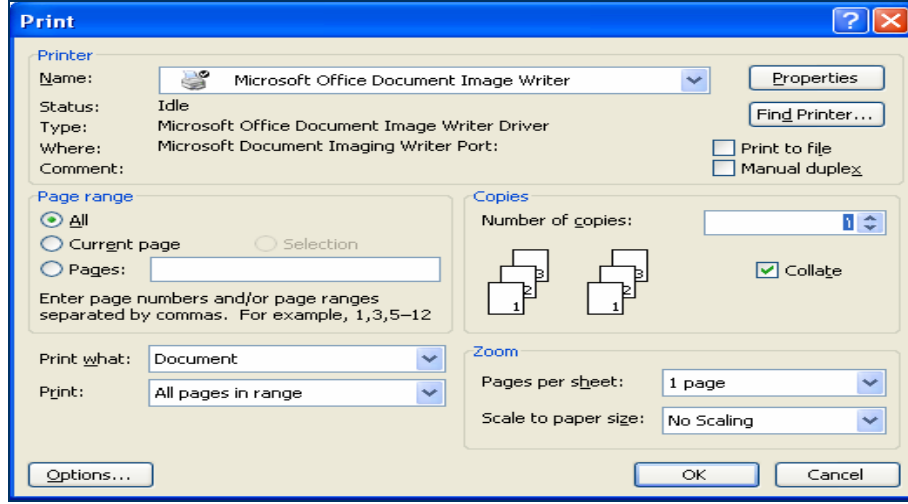 Print
Printer
Name: Microsoft Office Document Image Writer Properties
Status: Idle
Find Printer...
Type: Microsoft Office Document Image Writer Driver
Where: Microsoft Document Imaging Writer Port: Print to file
Comment: Manual duplex
Page range
All
Current page Selection
Pages:
Enter page numbers and/or page ranges
separated by commas. For example, 1,3,5–12
Copies
Number of copies: 1
3 3
2 2
1 1
Collate
Print what: Document
Print: All pages in range
Zoom
Pages per sheet: 1 page
Scale to paper size: No Scaling
Options... OK Cancel